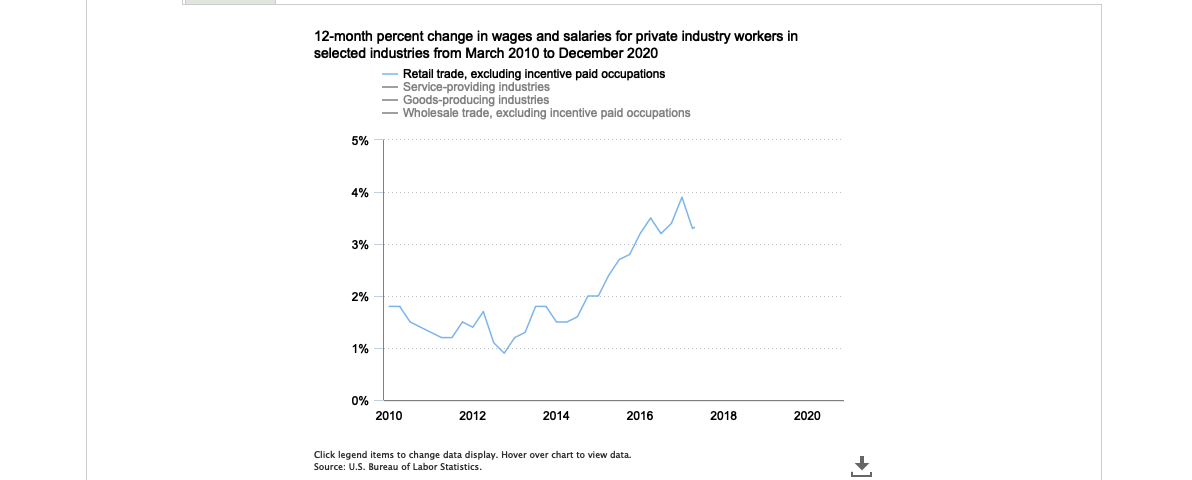 12-month percent change in wages and salaries for private industry workers in
selected industries from March 2010 to December 2020
Retail trade, excluding incentive paid occupations
Service-providing industries
Goods-producing industries
Wholesale trade, excluding incentive paid occupations
5%
4%
3%
2%
1%
0%
2010 2012 2014 2016 2018 2020
Click legend items to change data display. Hover over chart to view data.
Source: U.S. Bureau of Labor Statistics.